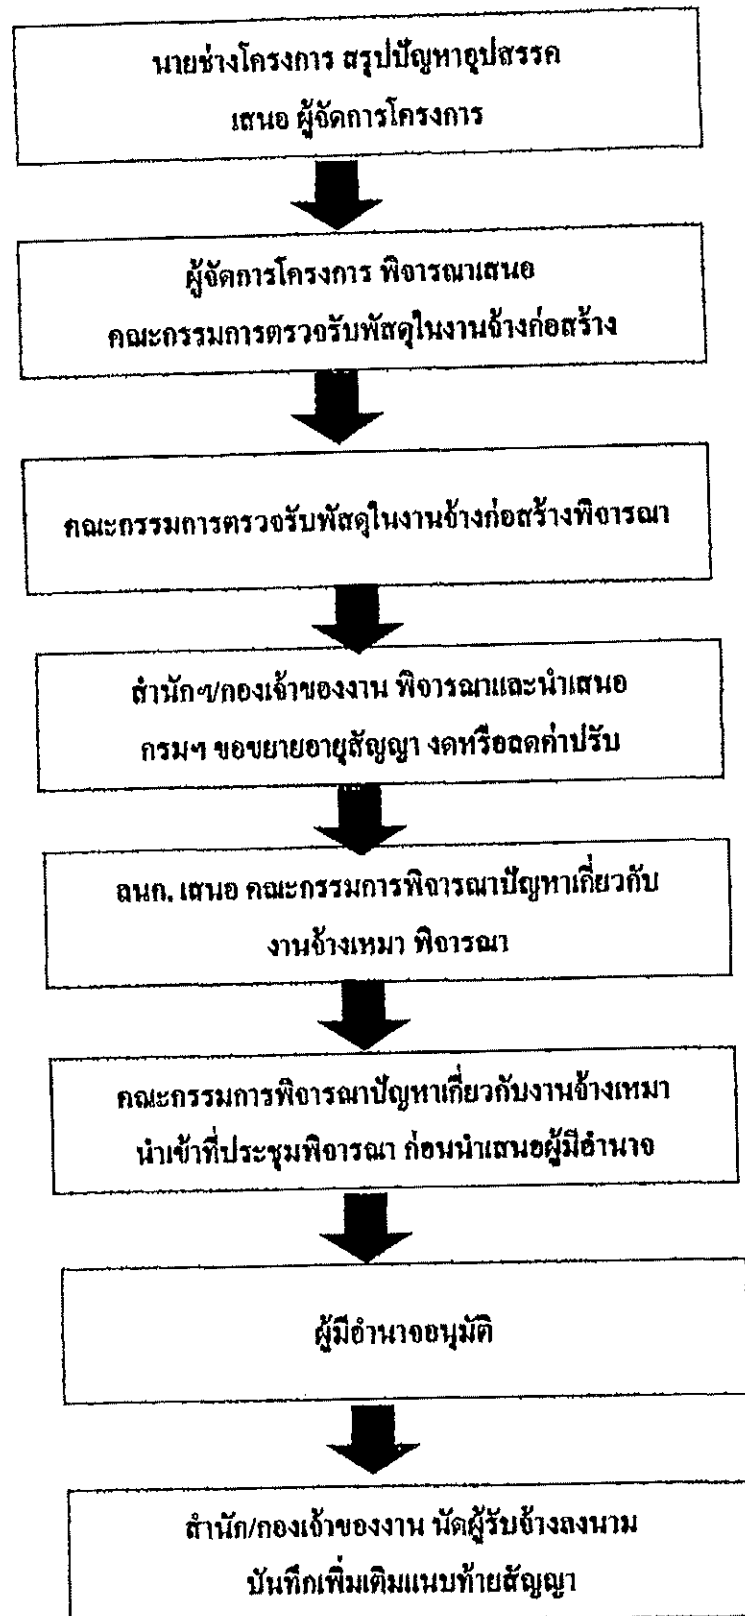 นายช่างโครงการ สรุปปัญหาอุปสรรค
เสนอ ผู้จัดการโครงการ
ผู้จัดการโครงการ พิจารณาเสนอ
คณะกรรมการตรวจรับพัสดุในงานจ้างก่อสร้าง
คณะกรรมการตรวจรับพัสดุในงานจ้างก่อสร้างพิจารณา
สำนักฯ/กองเจ้าของงาน พิจารณาและนำเสนอ
กรมฯ ขอขยายอายุสัญญา งดหรือลดค่าปรับ
ลนก. เสนอ คณะกรรมการพิจารณาปัญหาเกี่ยวกับ
งานจ้างเหมา พิจารณา
คณะกรรมการพิจารณาปัญหาเกี่ยวกับงานจ้างเหมา
นำเข้าที่ประชุมพิจารณา ก่อนนำเสนอผู้มีอำนาจ
ผู้มีอำนาจอนุมัติ
สำนัก/กองเจ้าของงาน นัดผู้รับจ้างลงนาม
บันทึกเพิ่มเติมแนบท้ายสัญญา